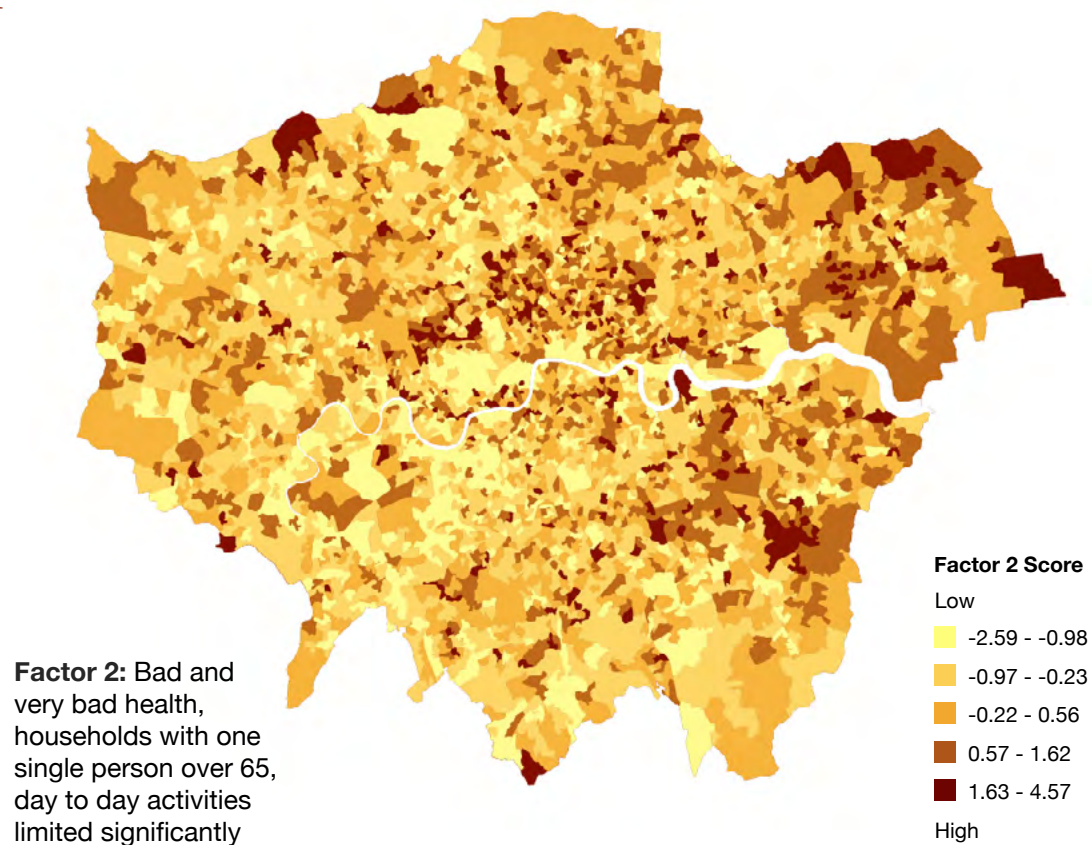 Factor 2: Bad and
very bad health,
households with one
single person over 65,
day to day activities
limited significantly
Factor 2 Score
Low
-2.59 - -0.98
-0.97 - -0.23
-0.22 - 0.56
0.57 - 1.62
1.63 - 4.57
High